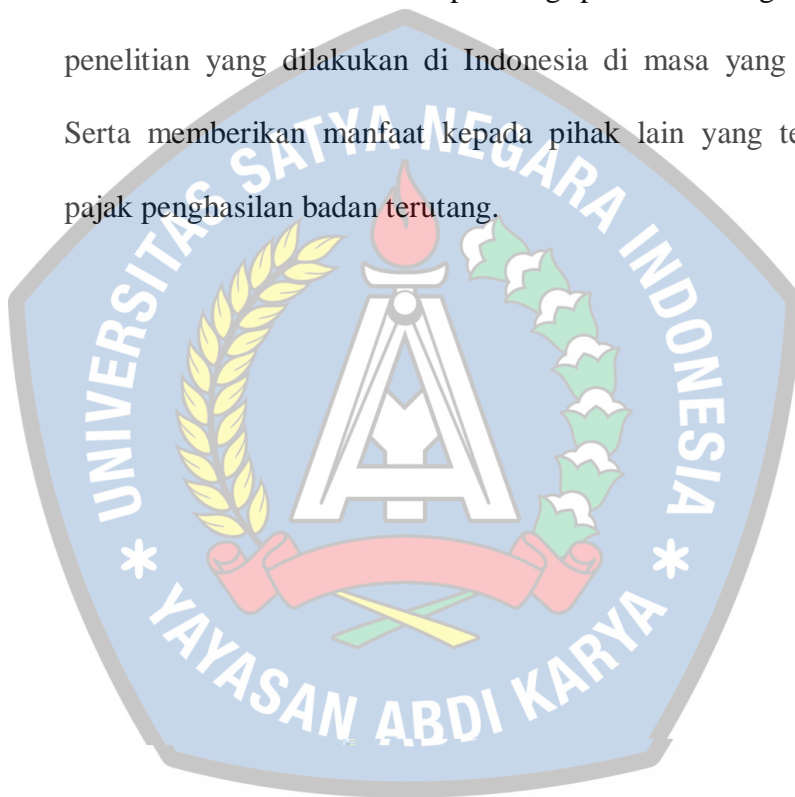 penelitian yang dilakukan di Indonesia di masa yang
Serta memberikan manfaat kepada pihak lain yang
pajak penghasilan badan terutang.
UNIVERSITAS SATYA NEGARA INDONESIA
* YAYASAN ABDI KARYA *